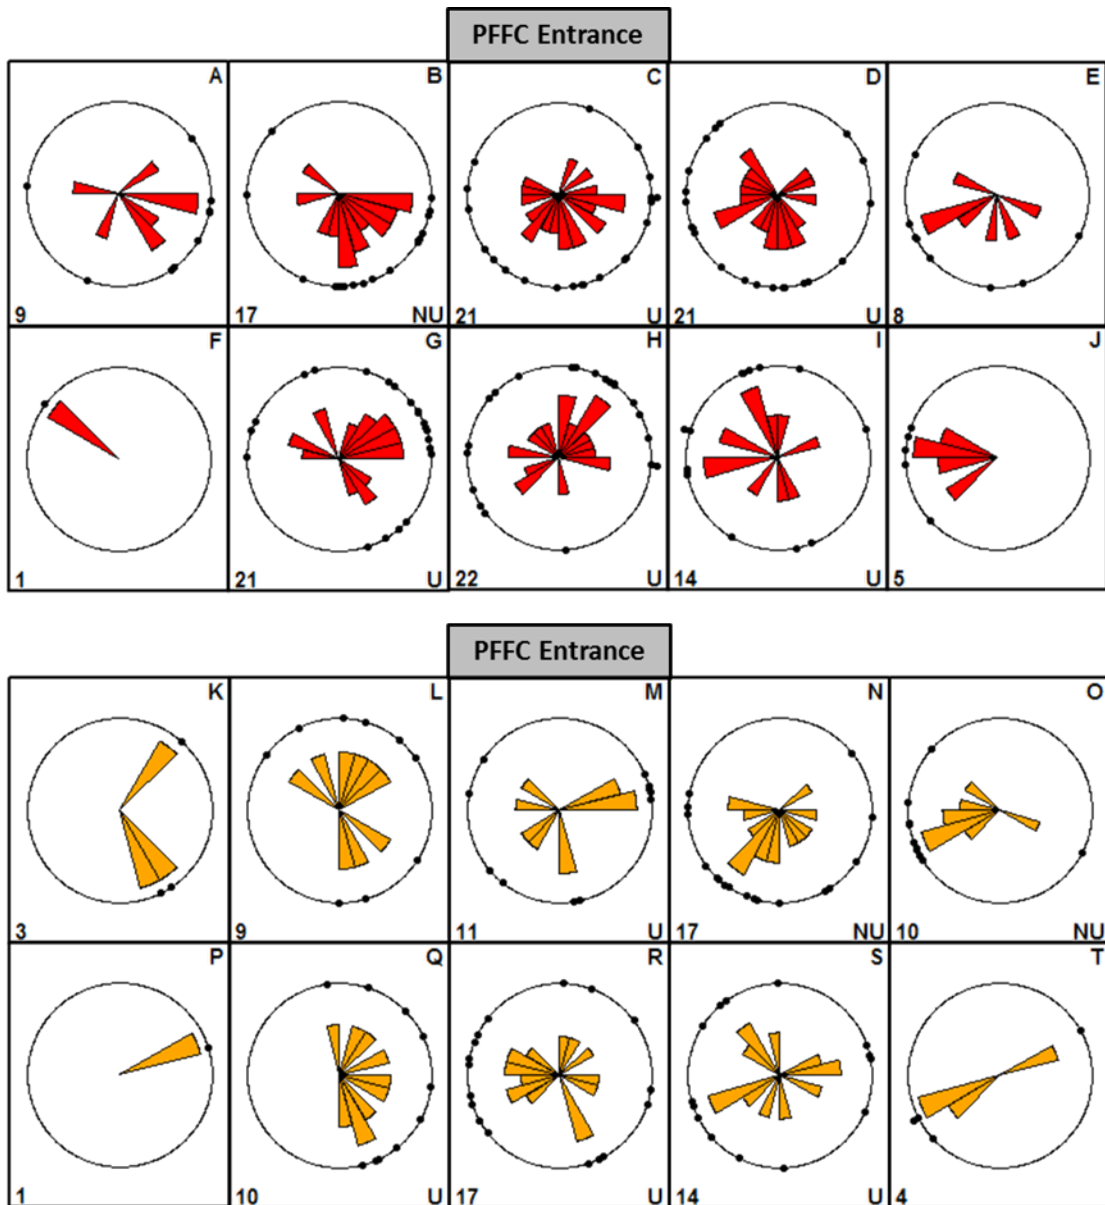 PFFC Entrance
A B C D E
9 17 NU 21 U 21 U 8
F G H I J
1 21 U 22 U 14 U 5
PFFC Entrance
K L M N O
3 9 11 U 17 NU 10 NU
P Q R S T
1 10 U 17 U 14 U 4